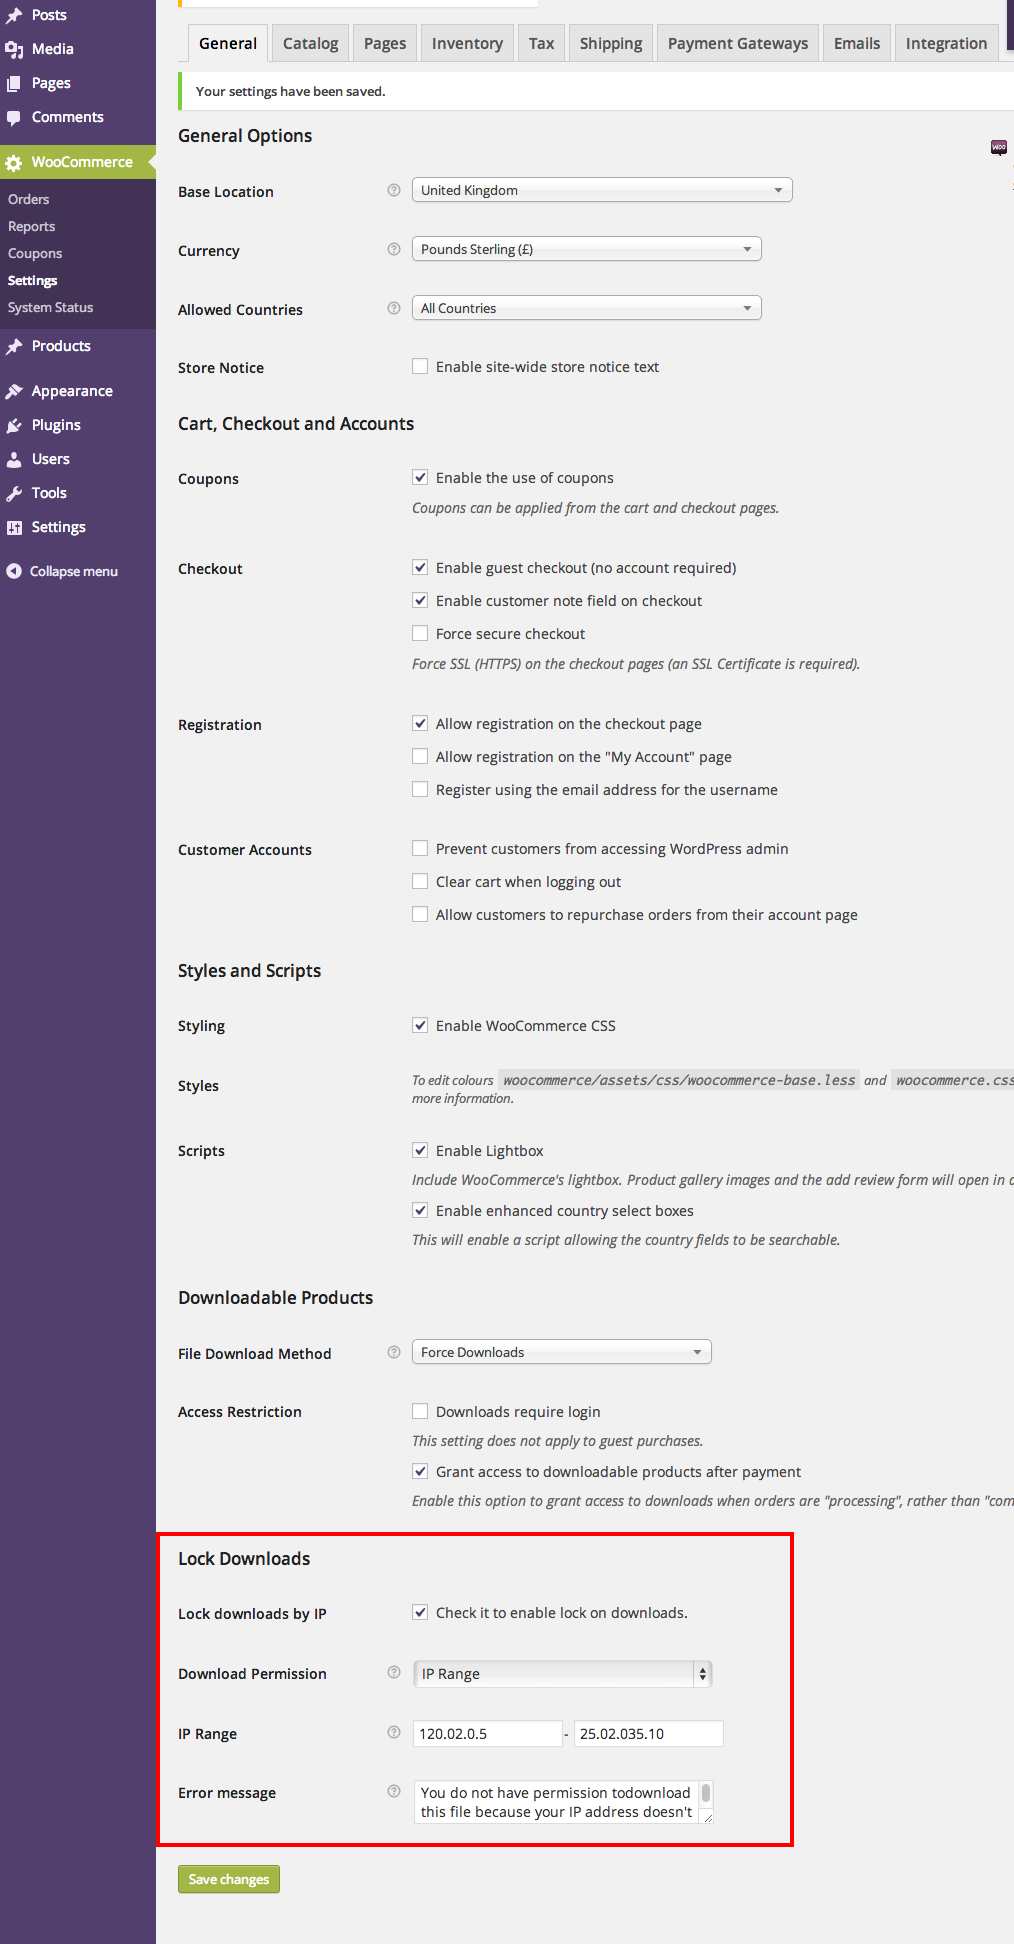 Posts
Media
Pages
Comments
WooCommerce
Orders
Reports
Coupons
Settings
System Status
Products
Appearance
Plugins
Users
Tools
Settings
Collapse menu
General Catalog Pages Inventory Tax Shipping Payment Gateways Emails Integration
Your settings have been saved.
General Options
woo
Base Location United Kingdom
Currency Pounds Sterling (£)
Allowed Countries All Countries
Store Notice Enable site-wide store notice text
Cart, Checkout and Accounts
Coupons Enable the use of coupons
Coupons can be applied from the cart and checkout pages.
Checkout Enable guest checkout (no account required)
Enable customer note field on checkout
Force secure checkout
Force SSL (HTTPS) on the checkout pages (an SSL Certificate is required).
Registration Allow registration on the checkout page
Allow registration on the "My Account" page
Register using the email address for the username
Customer Accounts Prevent customers from accessing WordPress admin
Clear cart when logging out
Allow customers to repurchase orders from their account page
Styles and Scripts
Styling Enable WooCommerce CSS
Styles To edit colours woocommerce/assets/css/woocommerce-base.less and woocommerce.css
more information.
Scripts Enable Lightbox
Include WooCommerce's lightbox. Product gallery images and the add review form will open in a
Enable enhanced country select boxes
This will enable a script allowing the country fields to be searchable.
Downloadable Products
File Download Method Force Downloads
Access Restriction Downloads require login
This setting does not apply to guest purchases.
Grant access to downloadable products after payment
Enable this option to grant access to downloads when orders are "processing", rather than "com
Lock Downloads
Lock downloads by IP Check it to enable lock on downloads.
Download Permission IP Range
IP Range 120.02.0.5 - 25.02.035.10
Error message You do not have permission todownload
this file because your IP address doesn't
Save changes